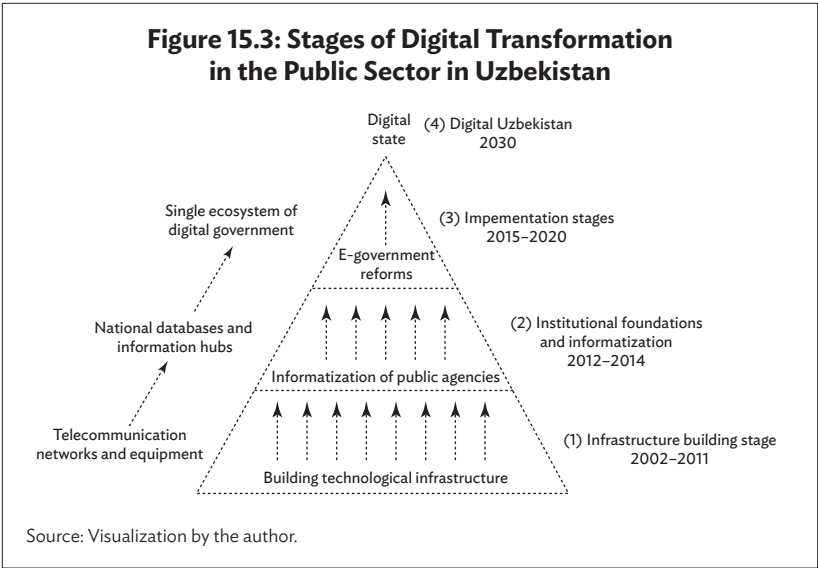 Figure 15.3: Stages of Digital Transformation
in the Public Sector in Uzbekistan
Digital
state
(4) Digital Uzbekistan
2030
Single ecosystem of
digital government
(3) Impementation stages
2015–2020
E-government
reforms
National databases and
information hubs
(2) Institutional foundations
and informatization
2012–2014
Informatization of public agencies
Telecommunication
networks and equipment
(1) Infrastructure building stage
2002–2011
Building technological infrastructure
Source: Visualization by the author.